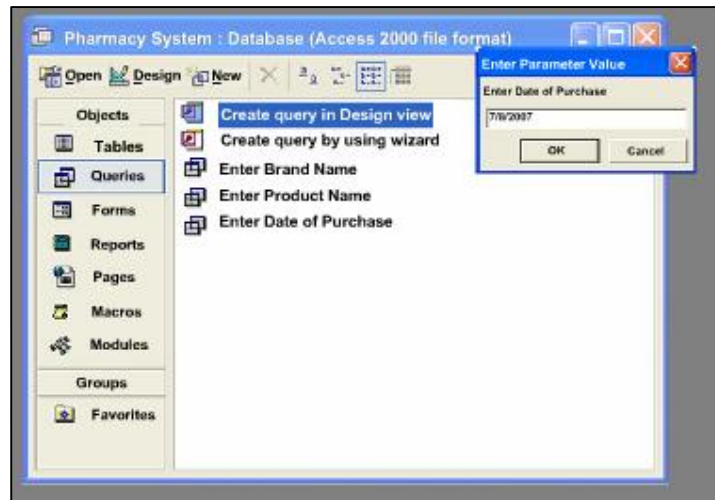 Pharmacy System : Database (Access 2000 file format)
Open Design New
Objects
Tables
Queries
Forms
Reports
Pages
Macros
Modules
Groups
Favorites
Create query in Design view
Create query by using wizard
Enter Brand Name
Enter Product Name
Enter Date of Purchase
Enter Parameter Value
Enter Date of Purchase
7/8/2007
OK Cancel